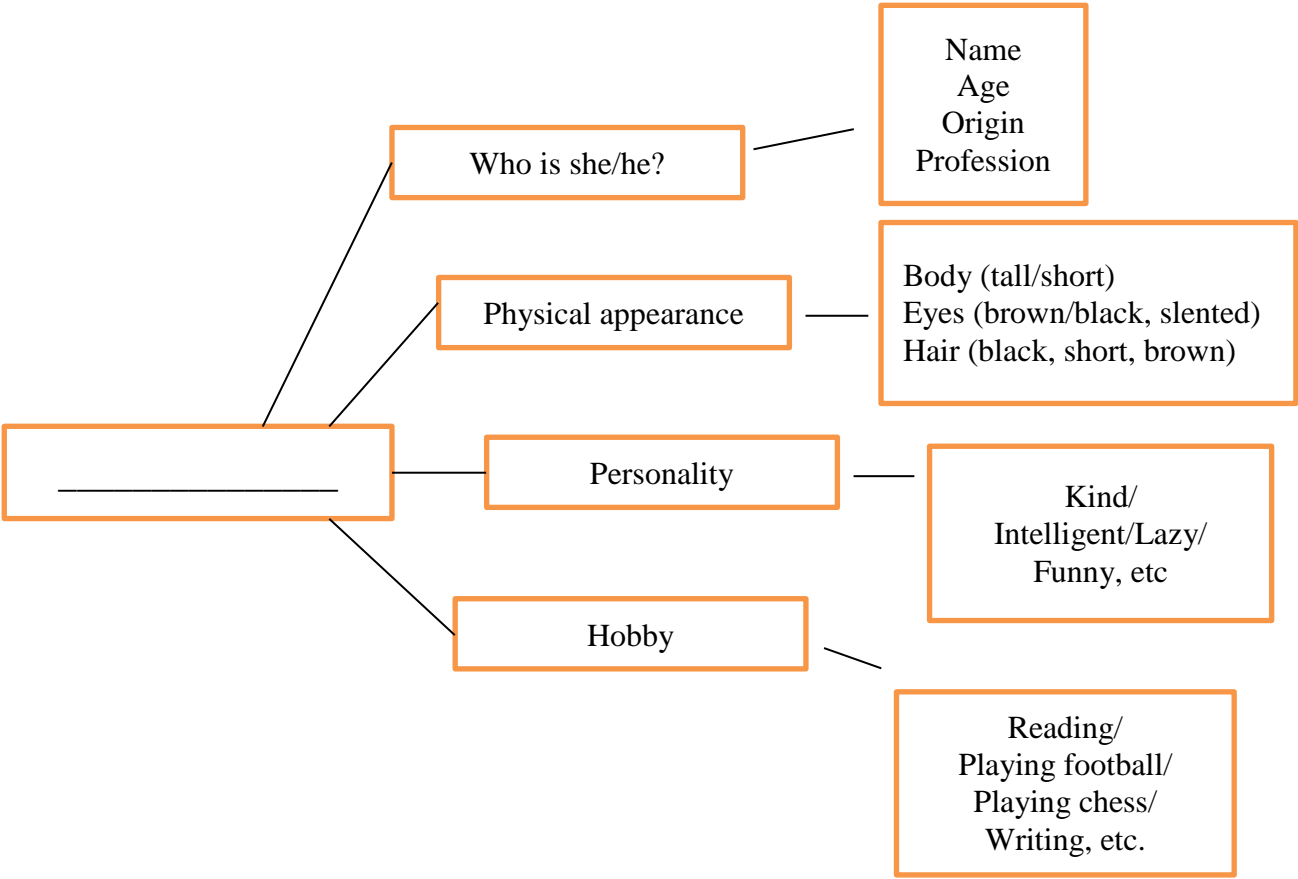 Name
Age
Origin
Profession
Who is she/he?
Body (tall/short)
Eyes (brown/black, slented)
Hair (black, short, brown)
Physical appearance
_______________
Personality
Kind/
Intelligent/Lazy/
Funny, etc
Hobby
Reading/
Playing football/
Playing chess/
Writing, etc.